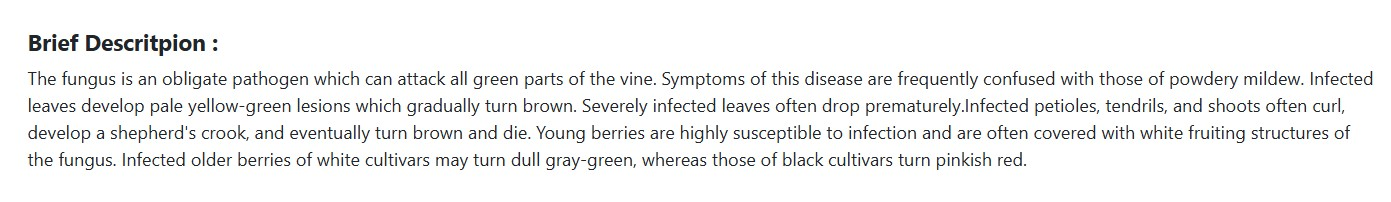 Brief Descritpion :
The fungus is an obligate pathogen which can attack all green parts of the vine. Symptoms of this disease are frequently confused with those of powdery mildew. Infected
leaves develop pale yellow-green lesions which gradually turn brown. Severely infected leaves often drop prematurely.Infected petioles, tendrils, and shoots often curl,
develop a shepherd's crook, and eventually turn brown and die. Young berries are highly susceptible to infection and are often covered with white fruiting structures of
the fungus. Infected older berries of white cultivars may turn dull gray-green, whereas those of black cultivars turn pinkish red.